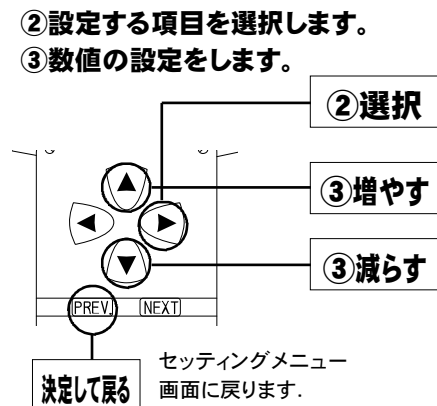 ②設定する項目を選択します。
③数値の設定をします。
②選択
③増やす
③減らす
PREV.
NEXT
決定して戻る
セッティングメニュー
画面に戻ります.